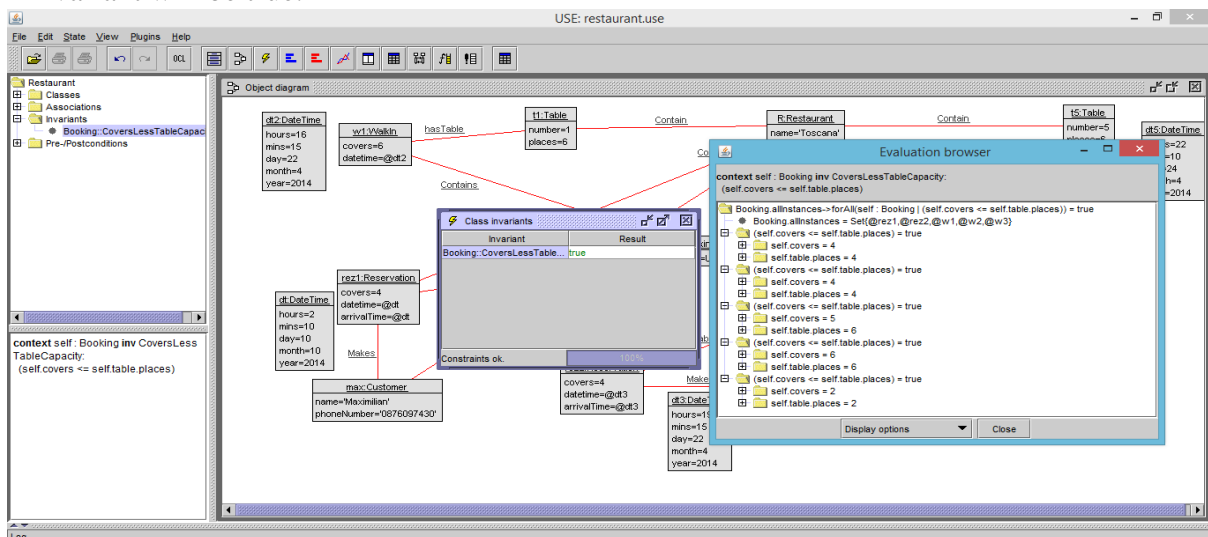 USE: restaurant.use
File Edit State View Plugins Help
OCL
Restaurant
Classes
Associations
Invariants
Booking::CoversLessTableCapac
Pre-/Postconditions
context self : Booking inv CoversLess
TableCapacity:
(self.covers <= self.table.places)
Object diagram
dt2:DateTime
hours=16
mins=15
day=22
month=4
year=2014
w1:WalkIn
covers=6
datetime=@dt2
hasTable
t1:Table
number=1
places=6
Contain
R:Restaurant
name='Toscana'
Contain
t5:Table
number=5
dt5:DateTime
s=22
=10
=24
h=4
=2014
Contains
rez1:Reservation
covers=4
datetime=@dt
arrivalTime=@dt
dt:DateTime
hours=2
mins=10
day=10
month=10
year=2014
Makes
max:Customer
name='Maximilian'
phoneNumber='0876097430'
covers=4
datetime=@dt3
arrivalTime=@dt3
Make
dt3:DateT
hours=19
mins=15
day=22
month=4
year=2014
Class invariants
Invariant Result
Booking::CoversLessTable... true
Constraints ok. 100%
Evaluation browser
context self : Booking inv CoversLessTableCapacity:
(self.covers <= self.table.places)
Booking.allInstances->forAll(self : Booking | (self.covers <= self.table.places)) = true
Booking.allInstances = Set{@rez1,@rez2,@w1,@w2,@w3}
(self.covers <= self.table.places) = true
self.covers = 4
self.table.places = 4
(self.covers <= self.table.places) = true
self.covers = 4
self.table.places = 4
(self.covers <= self.table.places) = true
self.covers = 5
self.table.places = 6
(self.covers <= self.table.places) = true
self.covers = 6
self.table.places = 6
(self.covers <= self.table.places) = true
self.covers = 2
self.table.places = 2
Display options Close